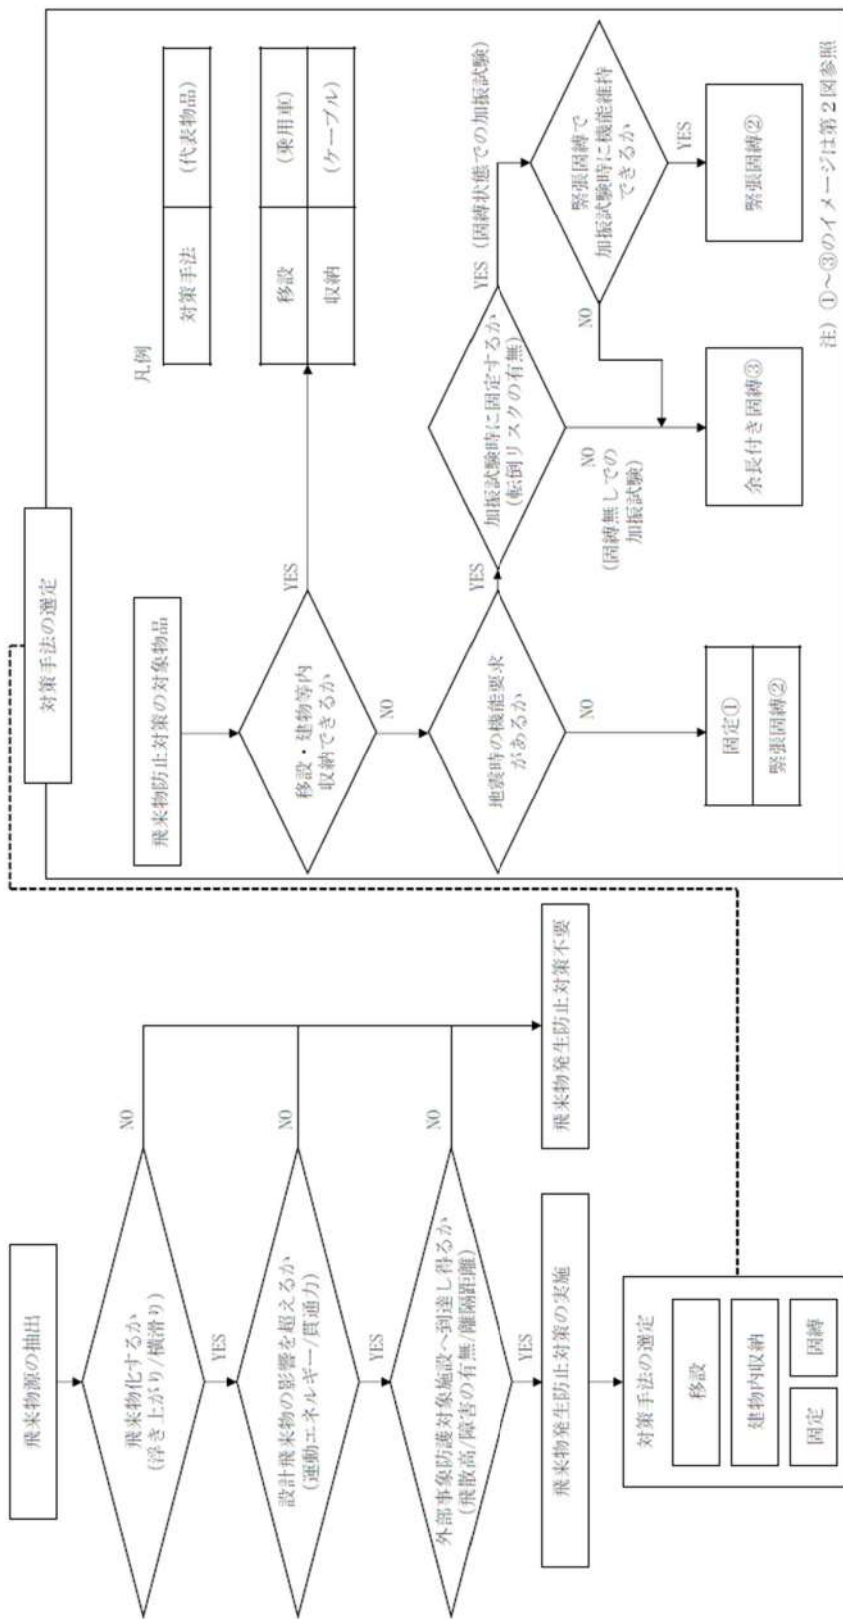 飛来物源の抽出
飛来物化するか
(浮き上がり/横滑り)
NO
YES
設計飛来物の影響を超えるか
(運動エネルギー/貫通力)
NO
YES
外部事象防護対象施設へ到達し得るか
(飛散高/障害の有無/離隔距離)
NO
YES
飛来物発生防止対策の実施
飛来物発生防止対策不要
対策手法の選定
移設
建物内収納
固定
固縛
対策手法の選定
飛来物防止対策の対象物品
凡例
対策手法
(代表物品)
移設・建物等内
収納できるか
YES
NO
移設
(乗用車)
収納
(ケーブル)
地震時の機能要求
があるか
YES
NO
加振試験時に固定するか
(転倒リスクの有無)
YES (固縛状態での加振試験)
NO
(固縛無しでの
加振試験)
緊張固縛で
加振試験時に機能維持
できるか
NO
YES
固定①
緊張固縛②
余長付き固縛③
緊張固縛②
注) ①~③のイメージは第2図参照